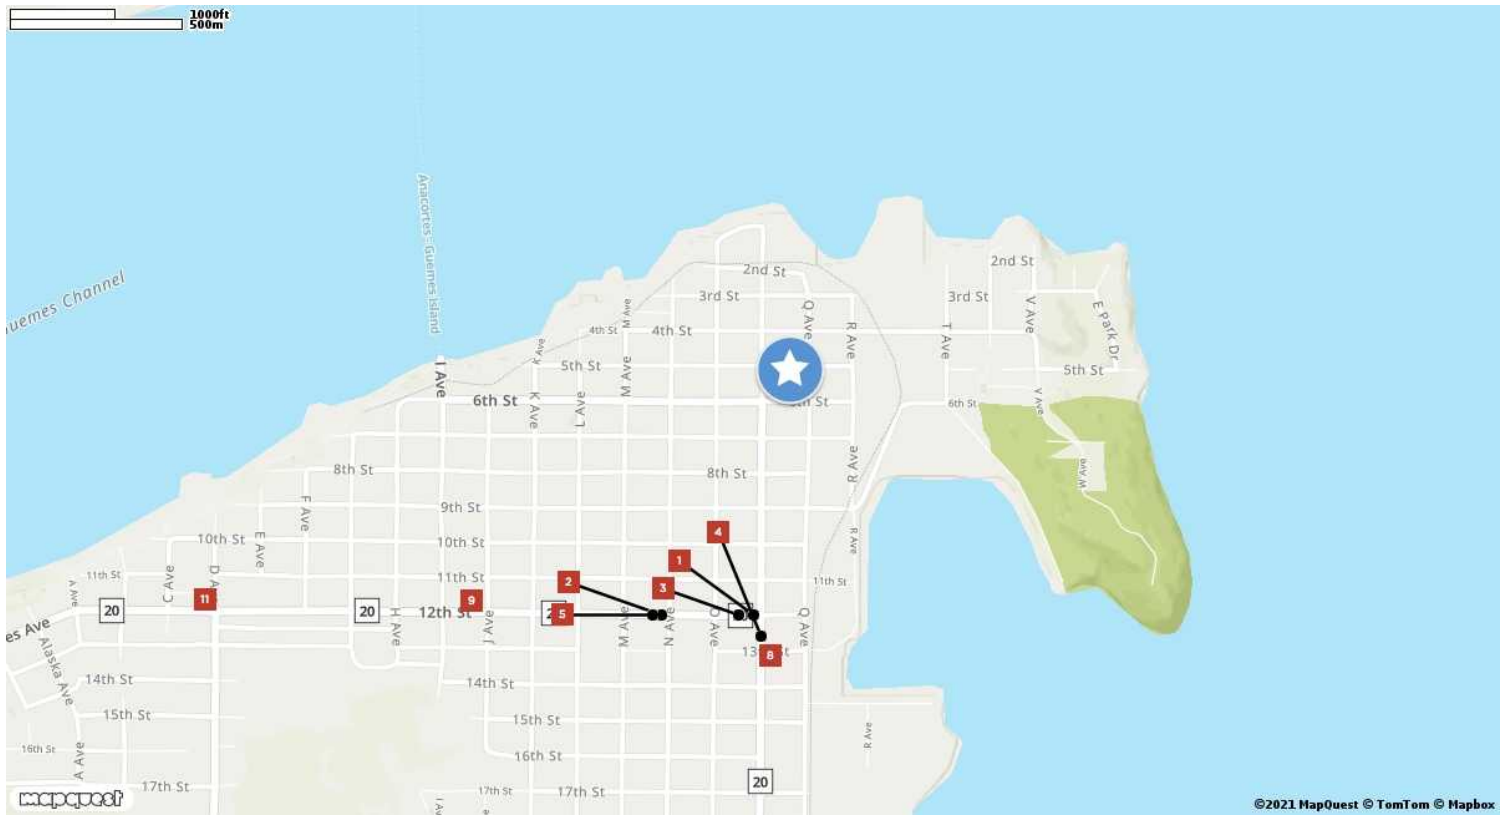 1000ft
500m
Anacortes - Guemes Island
2nd St
2nd St
3rd St
3rd St
E Park Dr
V Ave
M Ave
Q Ave
R Ave
T Ave
4th St
4th St
K Ave
5th St
5th St
M Ave
I Ave
6th St
6th St
V Ave
K Ave
L Ave
8th St
8th St
R Ave
W Ave
F Ave
9th St
10th St
10th St
E Ave
R Ave
4
1
11th St
11th St
11th St
A Ave
C Ave
2
3
11
9
20
20
12th St
5
H Ave
J Ave
M Ave
N Ave
O Ave
Q Ave
8
Alaska Ave
14th St
14th St
15th St
15th St
16th St
16th St
A Ave
R Ave
17th St
17th St
17th St
20
mapquest
©2021 MapQuest © TomTom © Mapbox